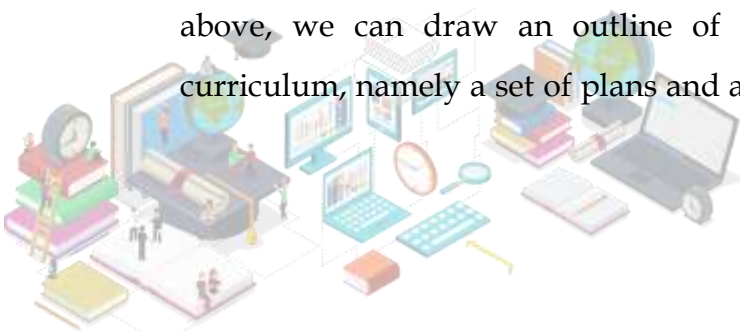 above, we can draw an outline of
curriculum, namely a set of plans and a